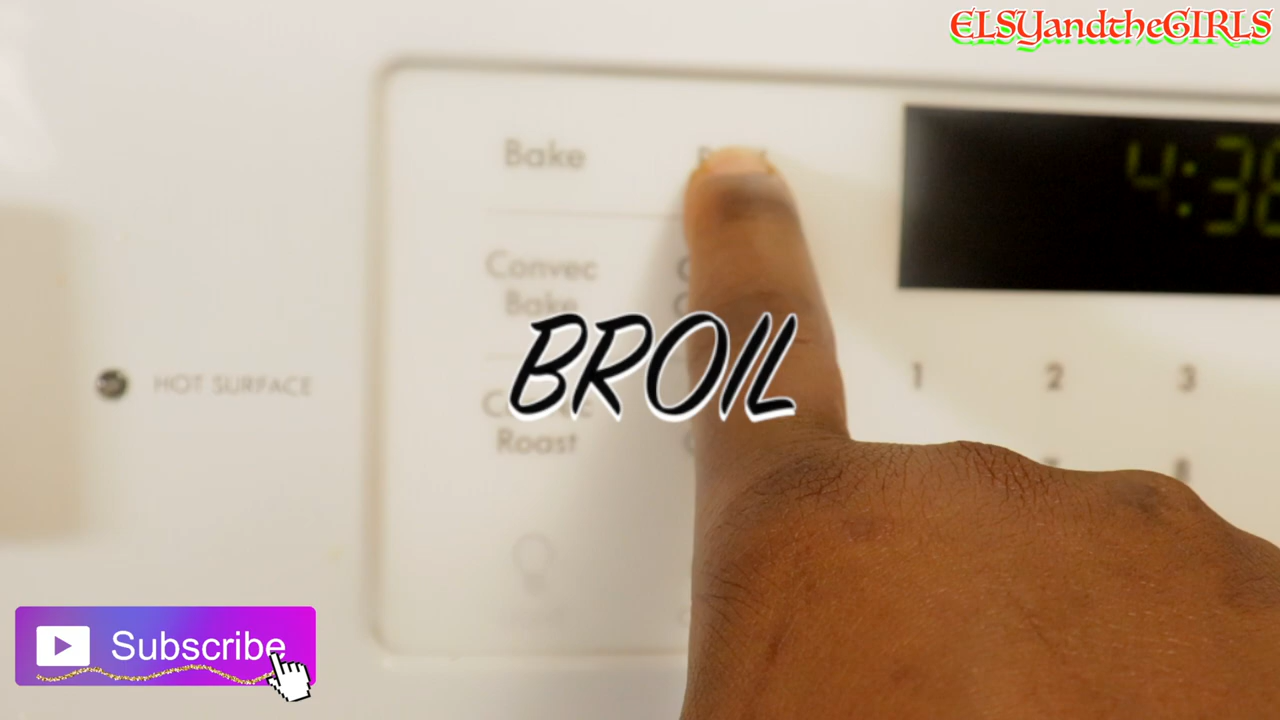 ELSYandtheGIRLS
Bake
4:38
Convec
Bake
BROIL
1 2 3
HOT SURFACE
Roast
Subscribe